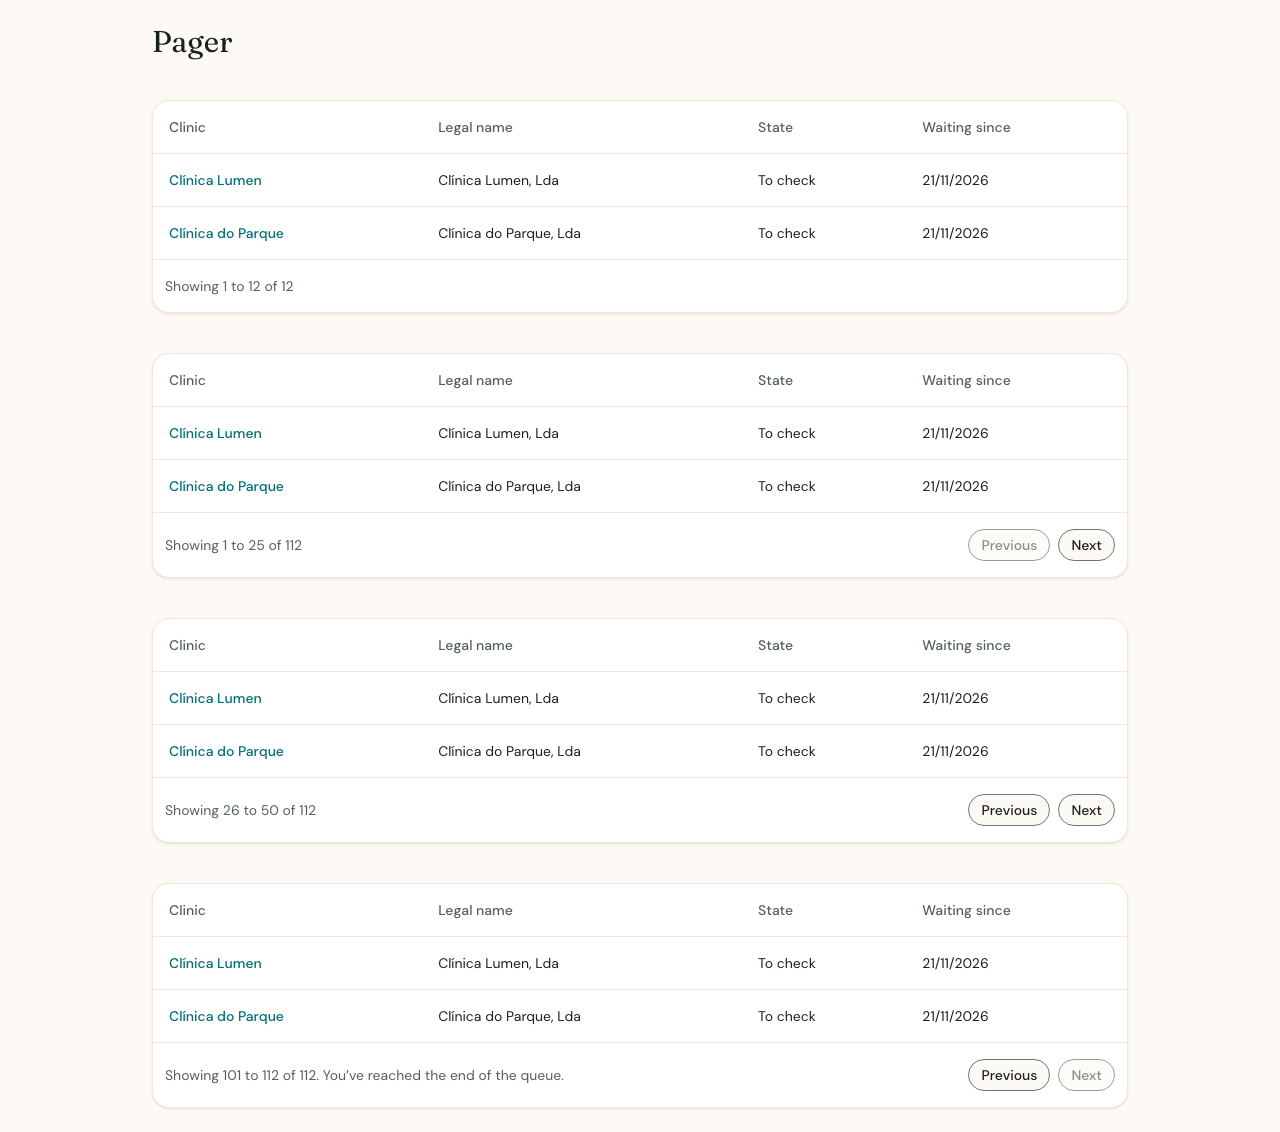 Pager
Clinic Legal name State Waiting since
Clínica Lumen Clínica Lumen, Lda To check 21/11/2026
Clínica do Parque Clínica do Parque, Lda To check 21/11/2026
Showing 1 to 12 of 12
Clinic Legal name State Waiting since
Clínica Lumen Clínica Lumen, Lda To check 21/11/2026
Clínica do Parque Clínica do Parque, Lda To check 21/11/2026
Showing 1 to 25 of 112 Previous Next
Clinic Legal name State Waiting since
Clínica Lumen Clínica Lumen, Lda To check 21/11/2026
Clínica do Parque Clínica do Parque, Lda To check 21/11/2026
Showing 26 to 50 of 112 Previous Next
Clinic Legal name State Waiting since
Clínica Lumen Clínica Lumen, Lda To check 21/11/2026
Clínica do Parque Clínica do Parque, Lda To check 21/11/2026
Showing 101 to 112 of 112. You’ve reached the end of the queue. Previous Next